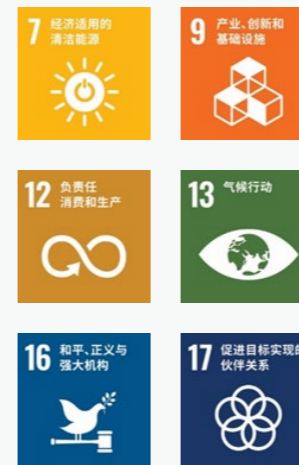 7 经济适用的
清洁能源
9 产业、创新和
基础设施
12 负责任
消费和生产
13 气候行动
16 和平、正义与
强大机构
17 促进目标实现的
伙伴关系